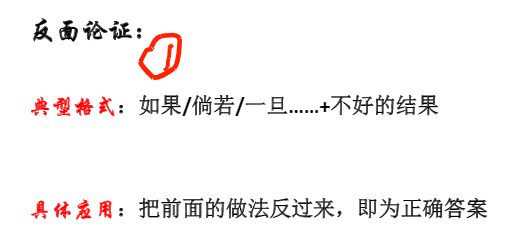 反面论证：
1
典型格式：如果/倘若/一旦……+不好的结果
具体应用：把前面的做法反过来，即为正确答案